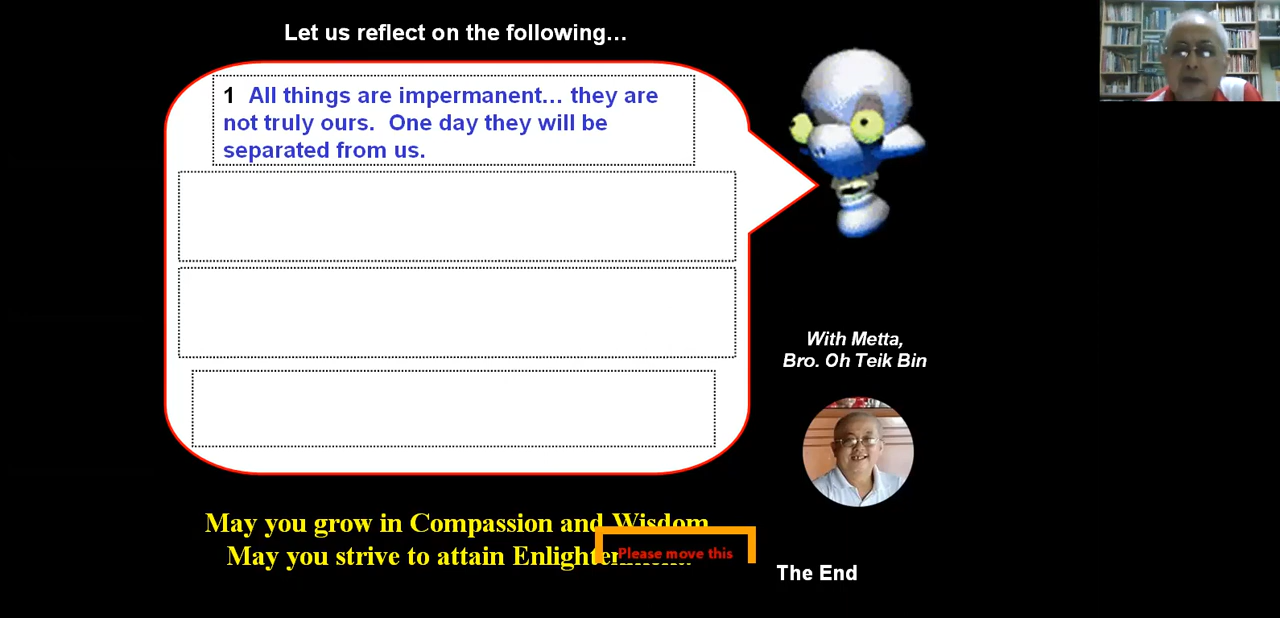 Let us reflect on the following...
1 All things are impermanent... they are
not truly ours. One day they will be
separated from us.
With Metta,
Bro. Oh Teik Bin
May you grow in Compassion and Wisdom
May you strive to attain Enlightenment.
Please move this
The End